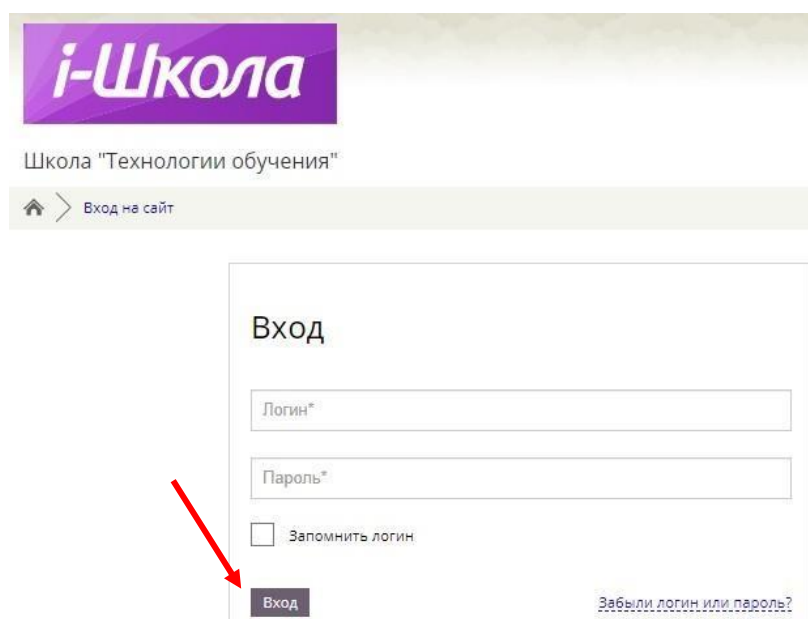 i-Школа
Школа "Технологии обучения"
Вход на сайт
Вход
Логин*
Пароль*
Запомнить логин
Вход Забыли логин или пароль?